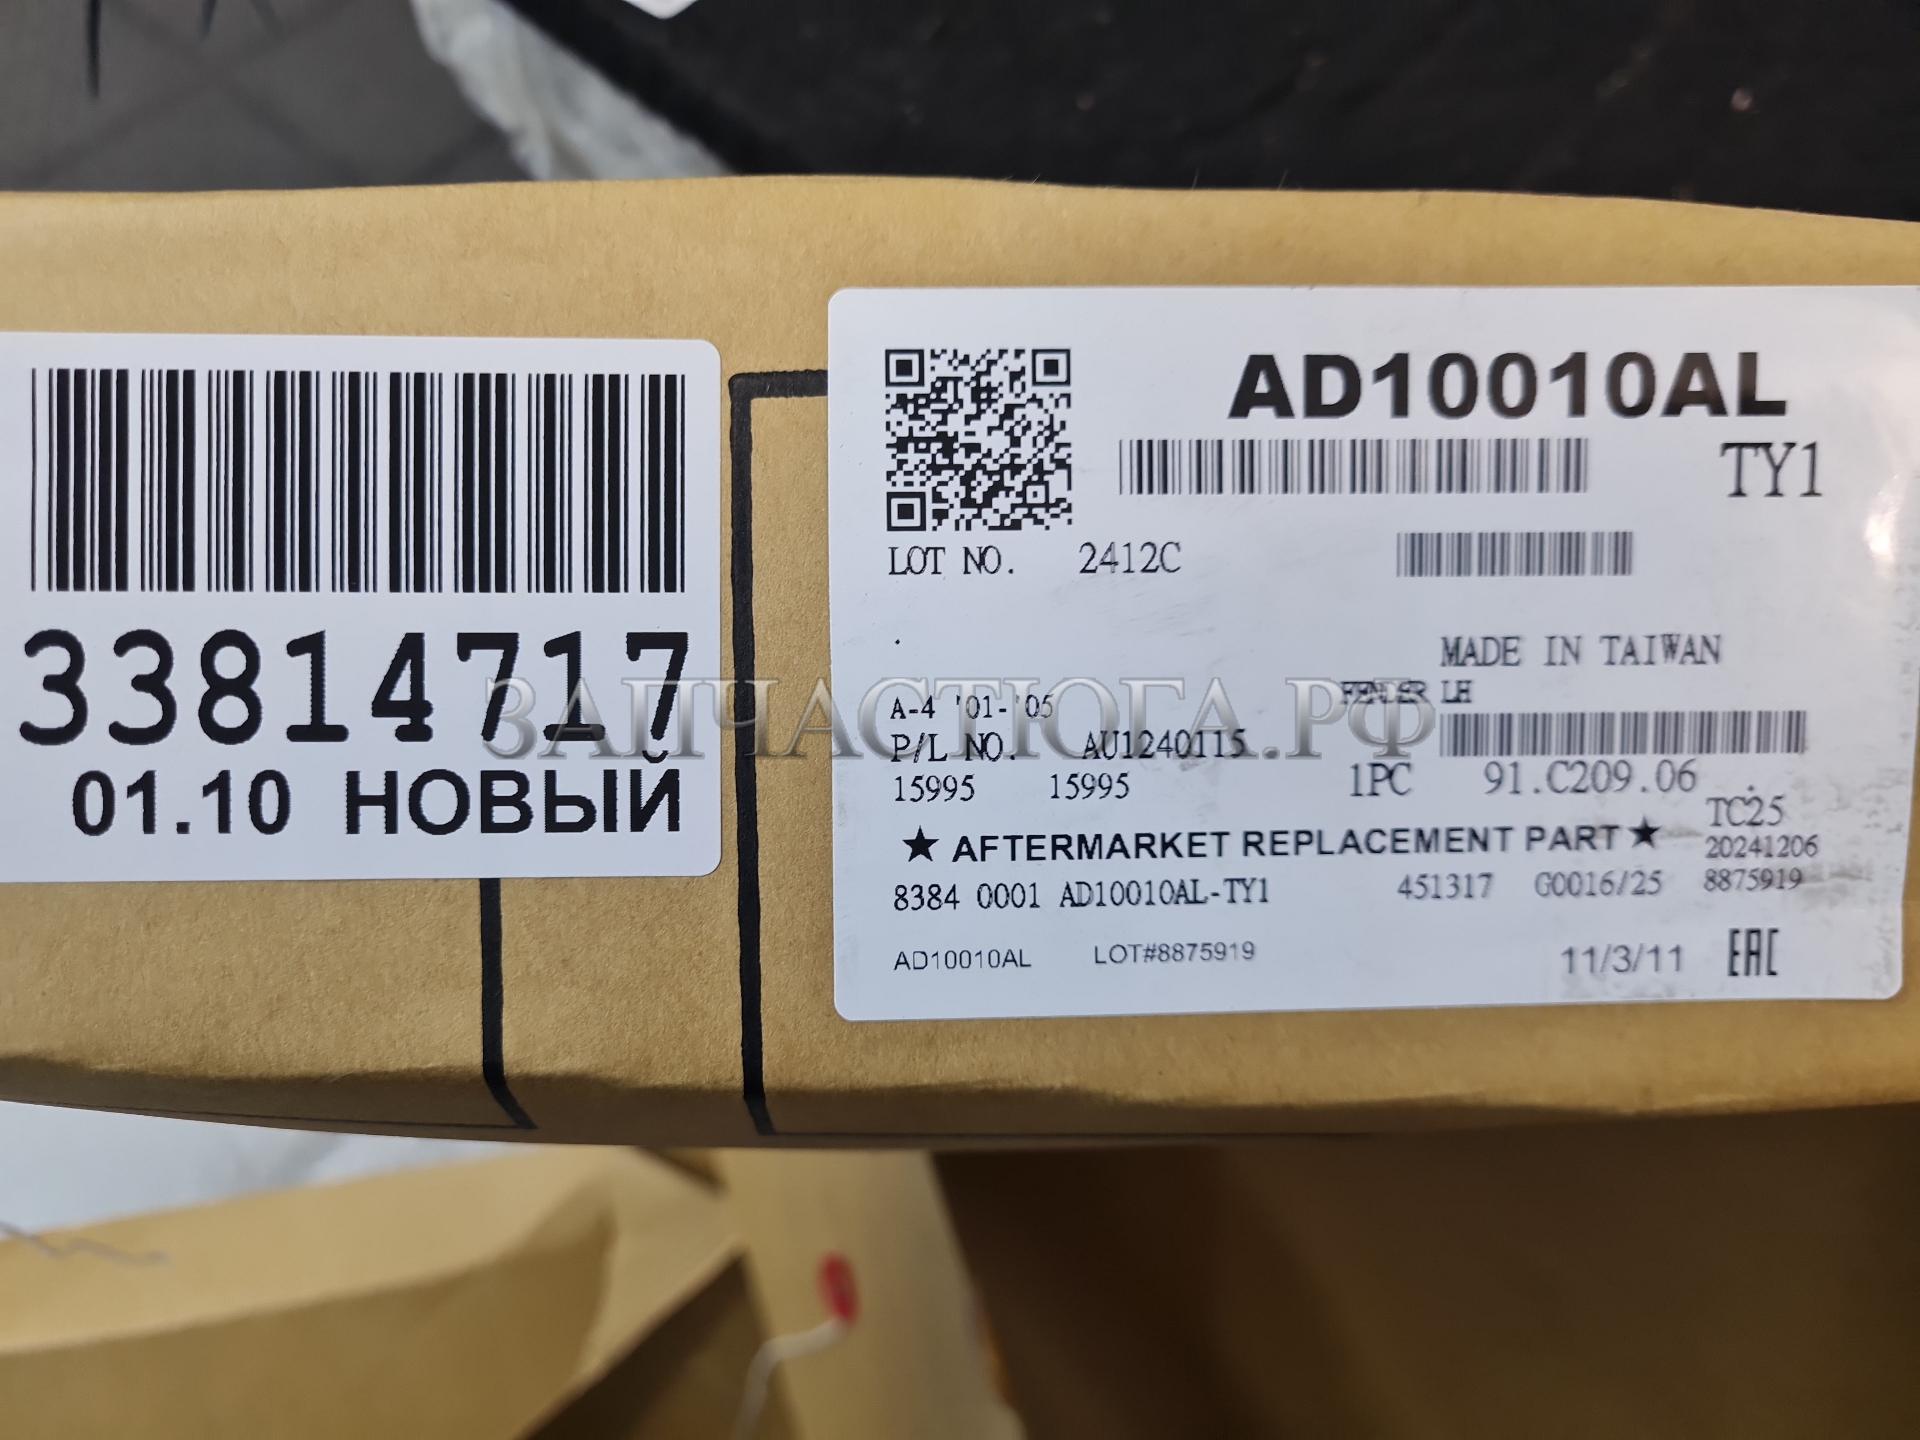 33814717
01.10 НОВЫЙ
AD10010AL
TY1
LOT NO. 2412C
MADE IN TAIWAN
A-4 '01-'05 FENDER LH
P/L NO. AU1240115
15995 15995 1PC 91.C209.06
TC25
★ AFTERMARKET REPLACEMENT PART ★ 20241206
8384 0001 AD10010AL-TY1 451317 G0016/25 8875919
AD10010AL LOT#8875919 11/3/11 EAC
ЗАПЧАСТЮГА.РФ